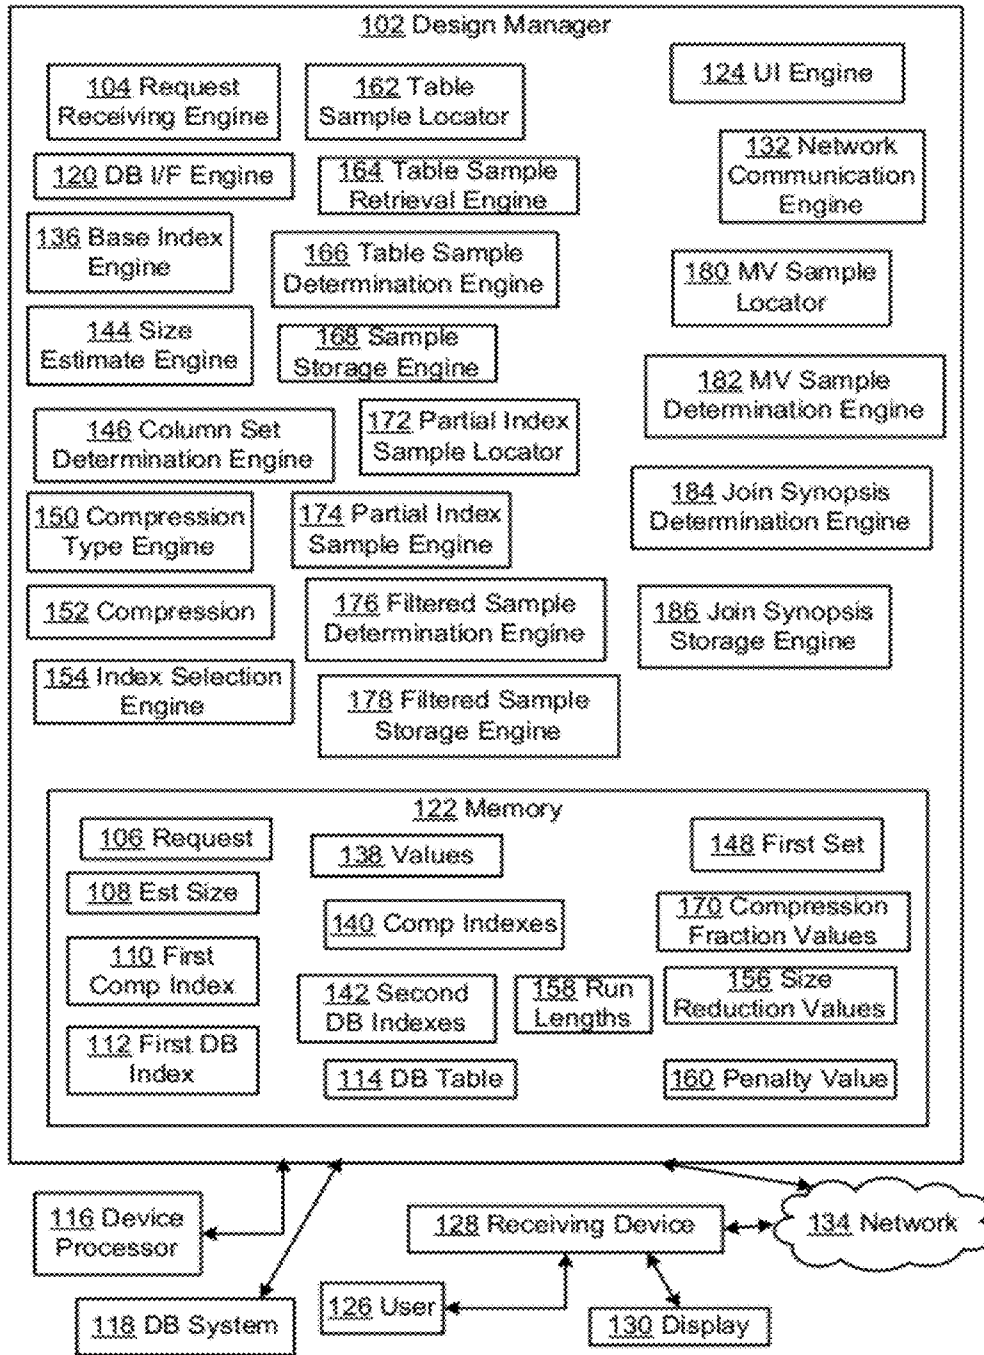 102 Design Manager
104 Request
Receiving Engine
162 Table
Sample Locator
124 UI Engine
120 DB I/F Engine
164 Table Sample
Retrieval Engine
132 Network
Communication
Engine
136 Base Index
Engine
166 Table Sample
Determination Engine
180 MV Sample
Locator
144 Size
Estimate Engine
168 Sample
Storage Engine
182 MV Sample
Determination Engine
146 Column Set
Determination Engine
172 Partial Index
Sample Locator
184 Join Synopsis
Determination Engine
150 Compression
Type Engine
174 Partial Index
Sample Engine
152 Compression
176 Filtered Sample
Determination Engine
186 Join Synopsis
Storage Engine
154 Index Selection
Engine
178 Filtered Sample
Storage Engine
122 Memory
106 Request
138 Values
148 First Set
108 Est Size
140 Comp Indexes
170 Compression
Fraction Values
110 First
Comp Index
142 Second
DB Indexes
158 Run
Lengths
156 Size
Reduction Values
112 First DB
Index
114 DB Table
160 Penalty Value
116 Device
Processor
128 Receiving Device
134 Network
118 DB System
126 User
130 Display